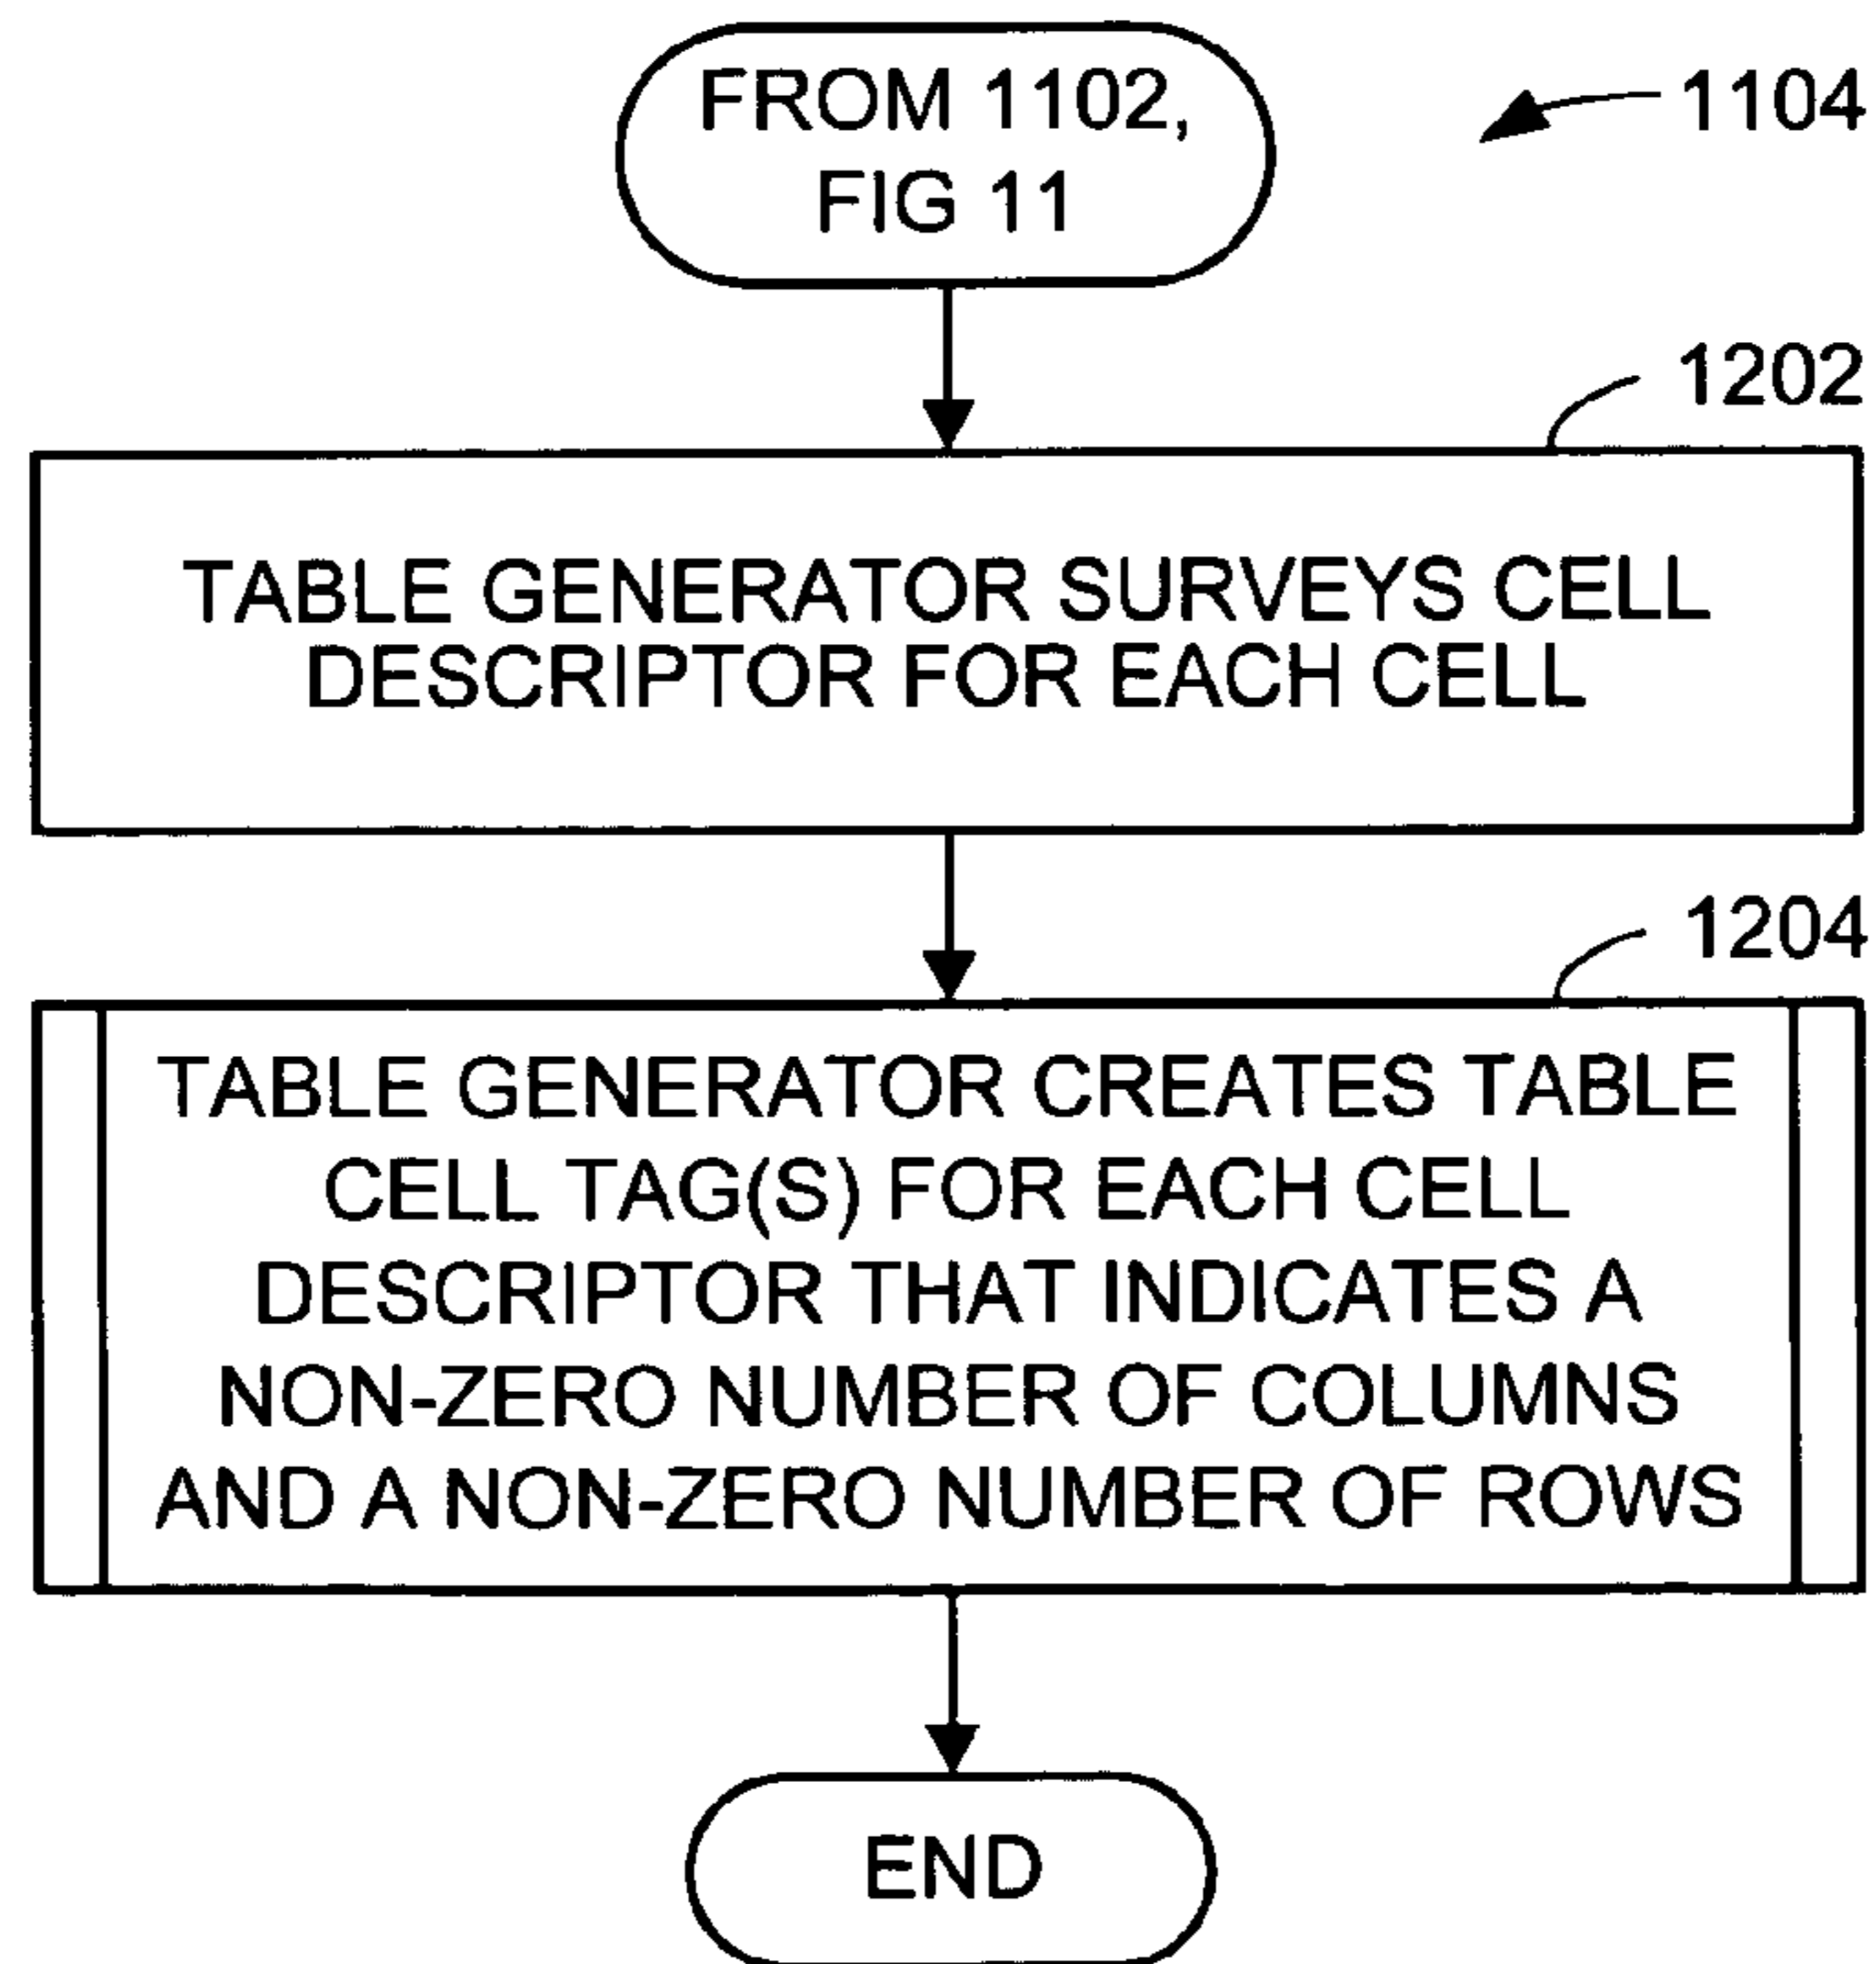 FROM 1102,
FIG 11
1104
1202
TABLE GENERATOR SURVEYS CELL
DESCRIPTOR FOR EACH CELL
1204
TABLE GENERATOR CREATES TABLE
CELL TAG(S) FOR EACH CELL
DESCRIPTOR THAT INDICATES A
NON-ZERO NUMBER OF COLUMNS
AND A NON-ZERO NUMBER OF ROWS
END